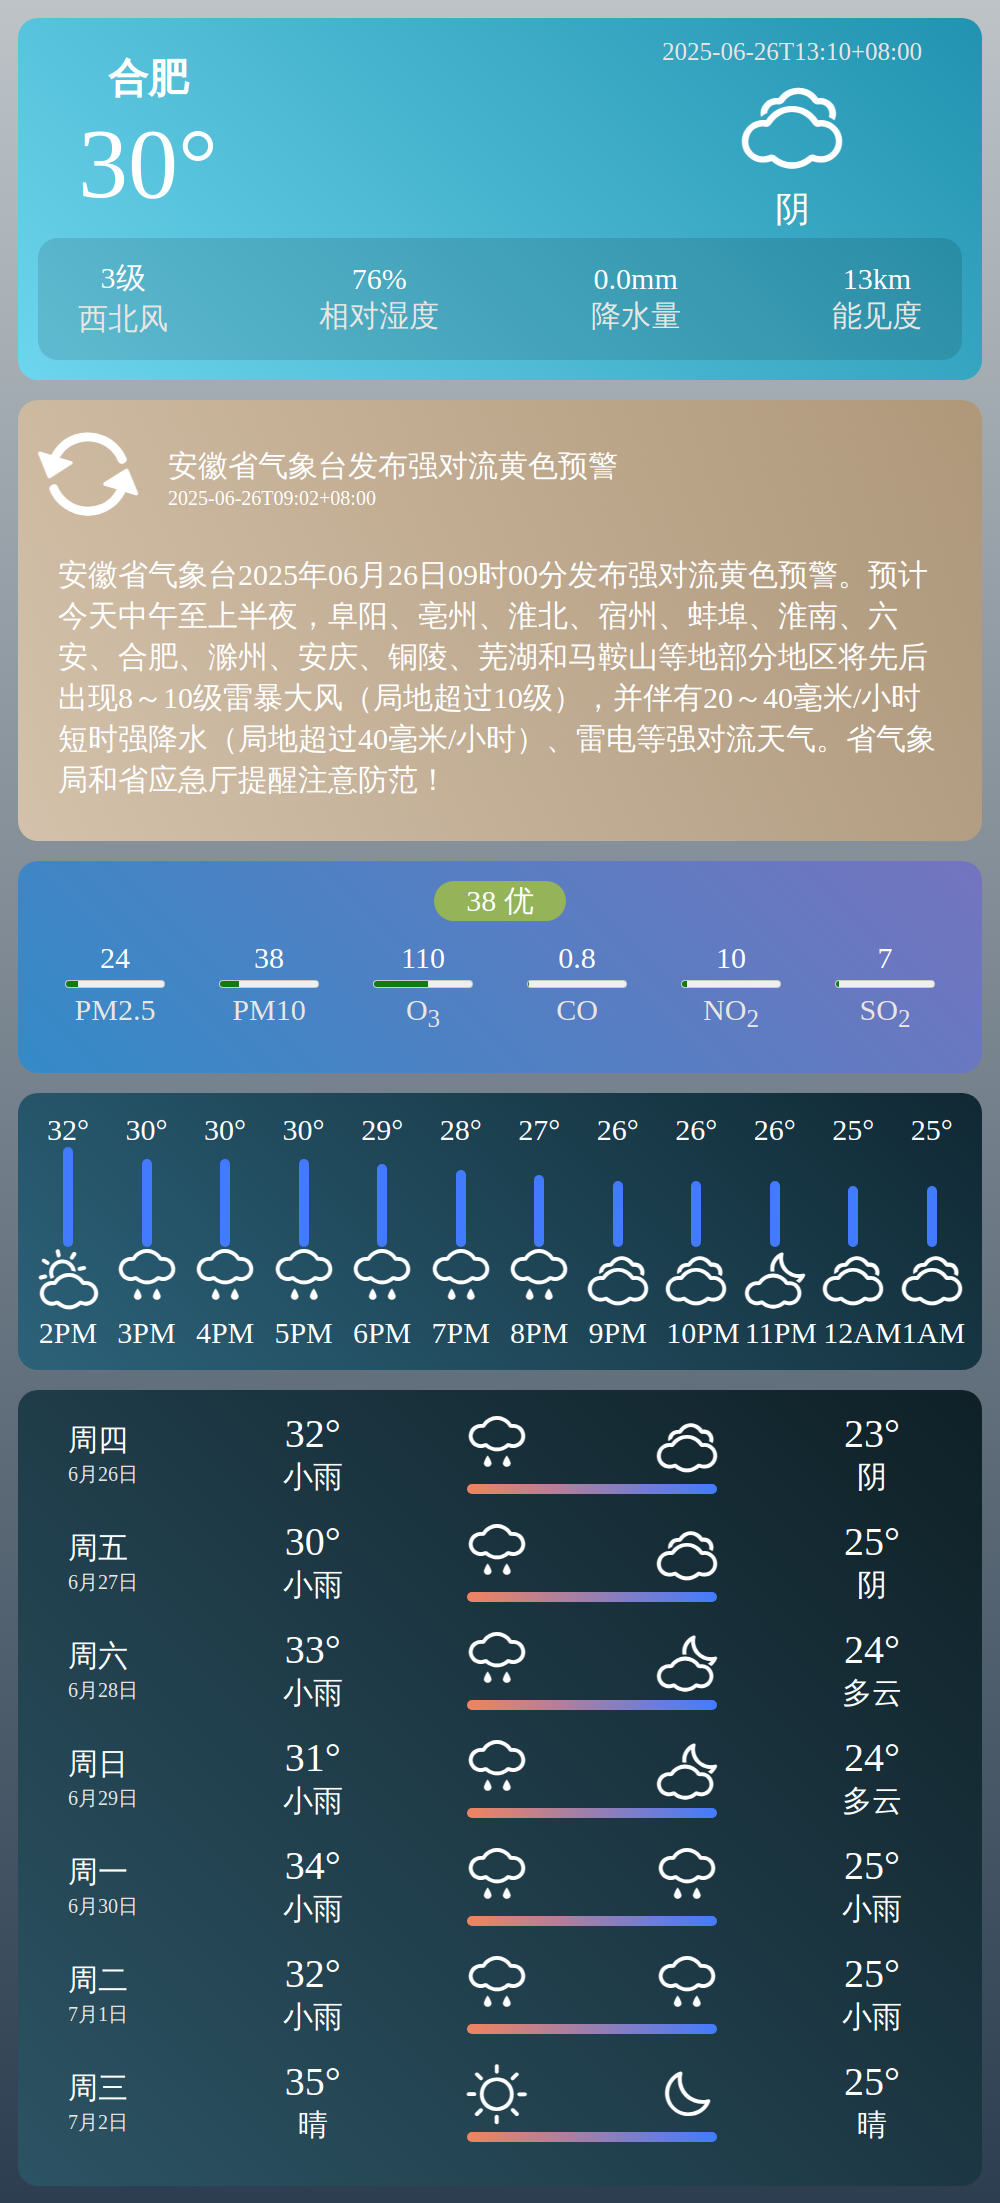 合肥
2025-06-26T13:10+08:00
30°
阴
3级 76% 0.0mm 13km
西北风 相对湿度 降水量 能见度
安徽省气象台发布强对流黄色预警
2025-06-26T09:02+08:00
安徽省气象台2025年06月26日09时00分发布强对流黄色预警。预计
今天中午至上半夜，阜阳、亳州、淮北、宿州、蚌埠、淮南、六
安、合肥、滁州、安庆、铜陵、芜湖和马鞍山等地部分地区将先后
出现8～10级雷暴大风（局地超过10级），并伴有20～40毫米/小时
短时强降水（局地超过40毫米/小时）、雷电等强对流天气。省气象
局和省应急厅提醒注意防范！
38 优
24 38 110 0.8 10 7
PM2.5 PM10 O3 CO NO2 SO2
32° 30° 30° 30° 29° 28° 27° 26° 26° 26° 25° 25°
2PM 3PM 4PM 5PM 6PM 7PM 8PM 9PM 10PM 11PM 12AM 1AM
周四 32° 23°
6月26日 小雨 阴
周五 30° 25°
6月27日 小雨 阴
周六 33° 24°
6月28日 小雨 多云
周日 31° 24°
6月29日 小雨 多云
周一 34° 25°
6月30日 小雨 小雨
周二 32° 25°
7月1日 小雨 小雨
周三 35° 25°
7月2日 晴 晴